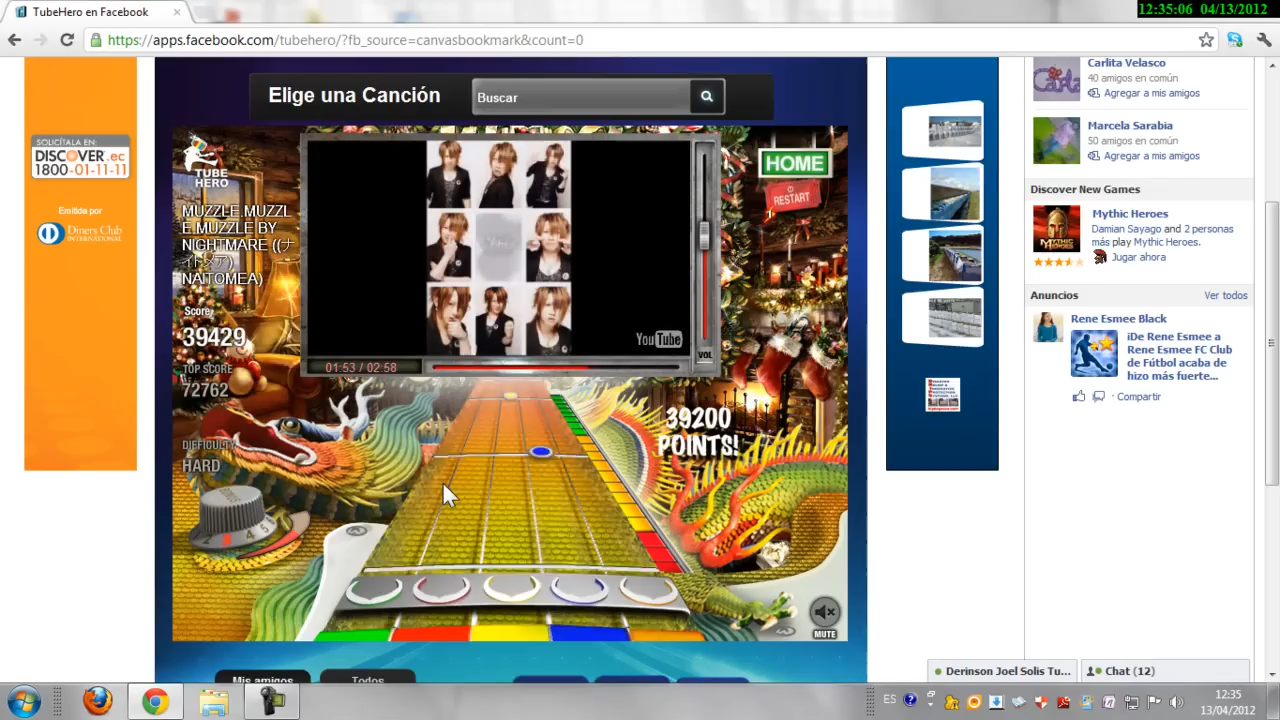 12:35:06 04/13/2012
TubeHero en Facebook
https://apps.facebook.com/tubehero/?fb_source=canvasbookmark&count=0
SOLICÍTALA EN:
DISCOVER.ec
1800-01-11-11
Emitida por
Diners Club
INTERNATIONAL
Elige una Canción
Buscar
TUBE
HERO
MUZZLE.MUZZL
E.MUZZLE BY
NIGHTMARE ((ナ
イトメア)
NAITOMEA)
Score
39429
TOP SCORE
72762
DIFFICULTY
HARD
YouTube
01:53 / 02:58
VOL
HOME
RESTART
39200
POINTS!
MUTE
Mis amigos
Todos
Carlita Velasco
40 amigos en común
Agregar a mis amigos
Marcela Sarabia
50 amigos en común
Agregar a mis amigos
Discover New Games
Mythic Heroes
Damian Sayago and 2 personas
más play Mythic Heroes.
Jugar ahora
Anuncios
Ver todos
Rene Esmee Black
iDe Rene Esmee a
Rene Esmee FC Club
de Fútbol acaba de
hizo más fuerte...
· Compartir
Derinson Joel Solis Tu...
Chat (12)
ES
12:35
13/04/2012